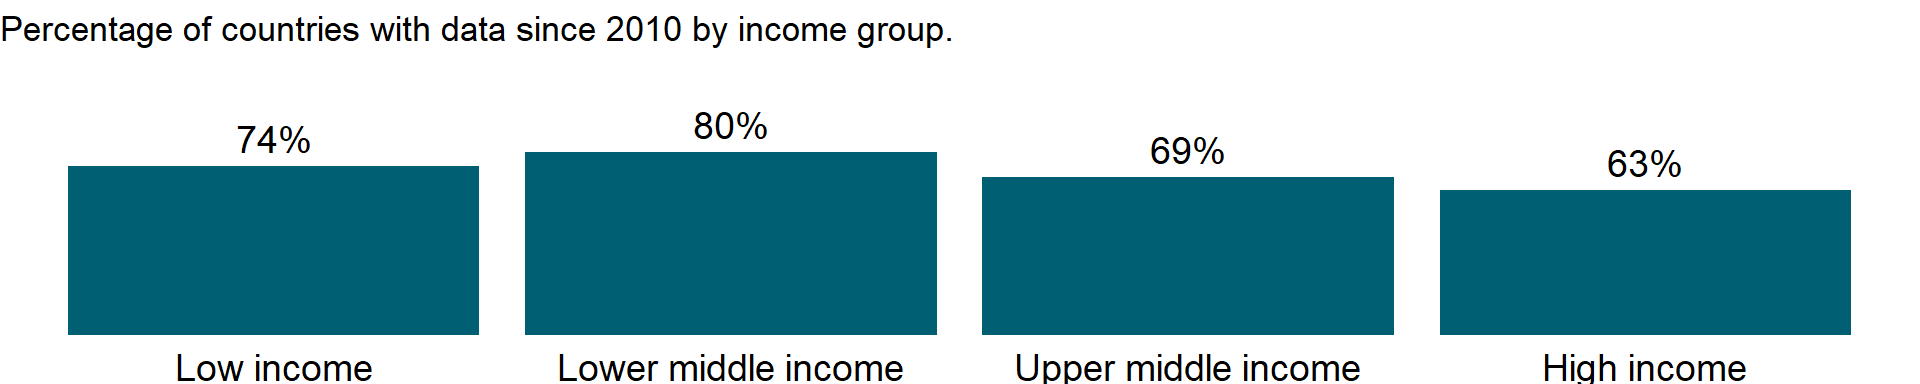 Percentage of countries with data since 2010 by income group.
74%
80%
69%
63%
Low income
Lower middle income
Upper middle income
High income